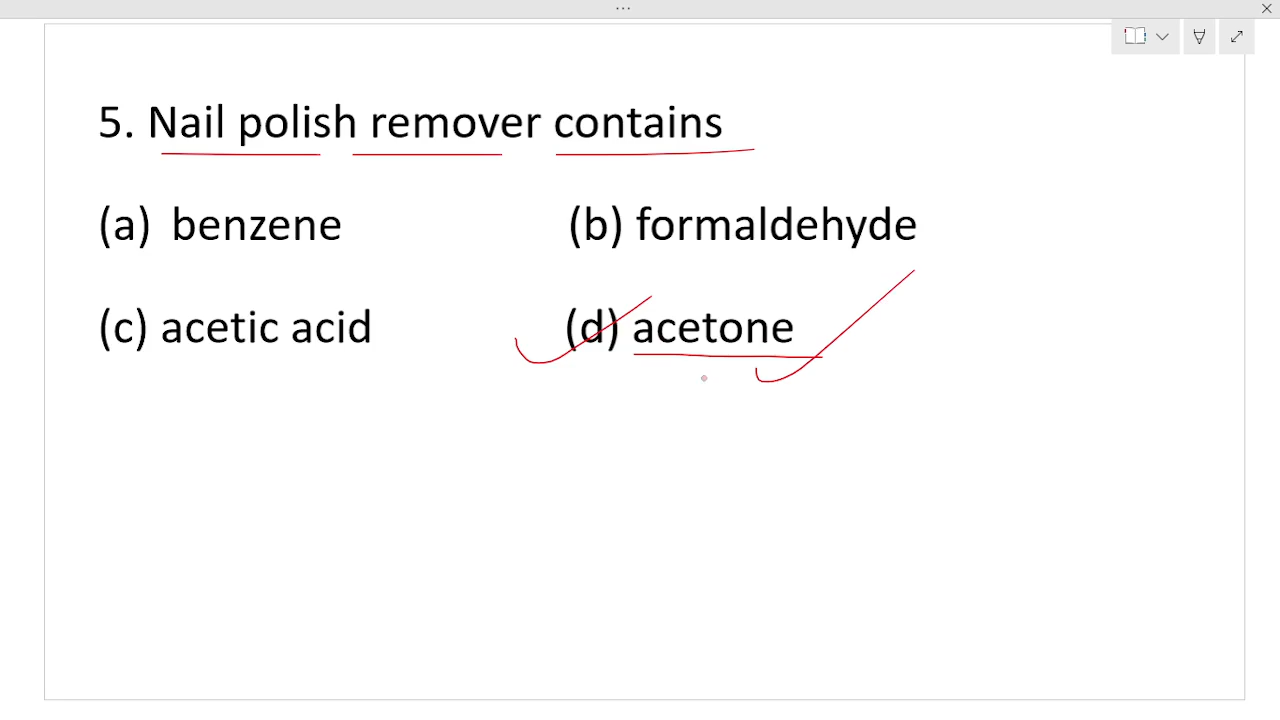 5. Nail polish remover contains
(a) benzene (b) formaldehyde
(c) acetic acid (d) acetone